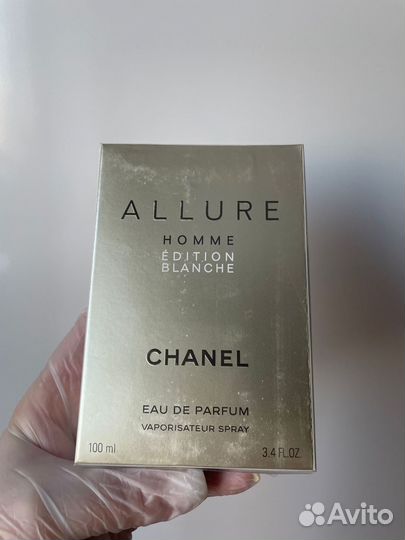 ALLURE
HOMME
ÉDITION
BLANCHE
CHANEL
EAU DE PARFUM
VAPORISATEUR SPRAY
100 ml 3.4 FL.OZ.
Avito